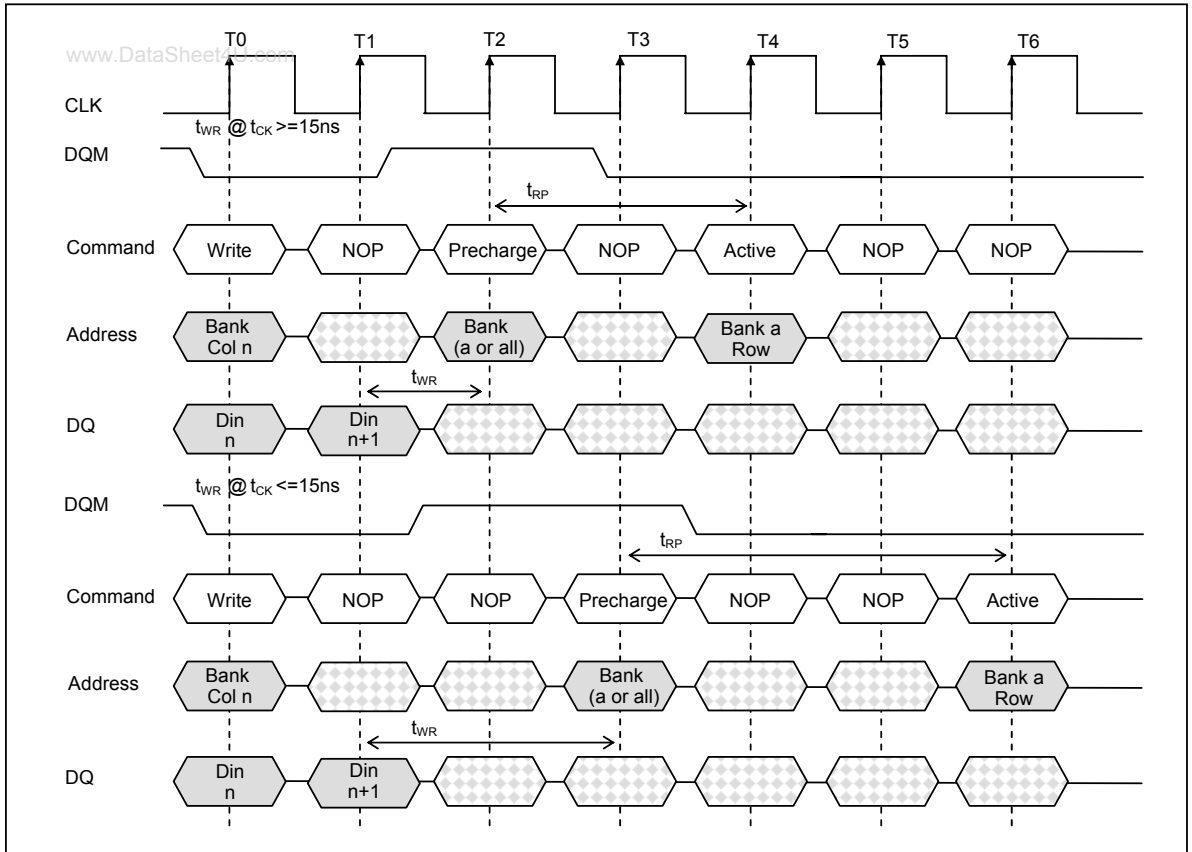 www.DataSheet4U.com
T0 T1 T2 T3 T4 T5 T6
CLK
tWR @ tCK >=15ns
DQM
tRP
Command Write NOP Precharge NOP Active NOP NOP
Address Bank Col n Bank (a or all) Bank a Row
tWR
DQ Din n Din n+1
tWR @ tCK <=15ns
DQM
tRP
Command Write NOP NOP Precharge NOP NOP Active
Address Bank Col n Bank (a or all) Bank a Row
tWR
DQ Din n Din n+1